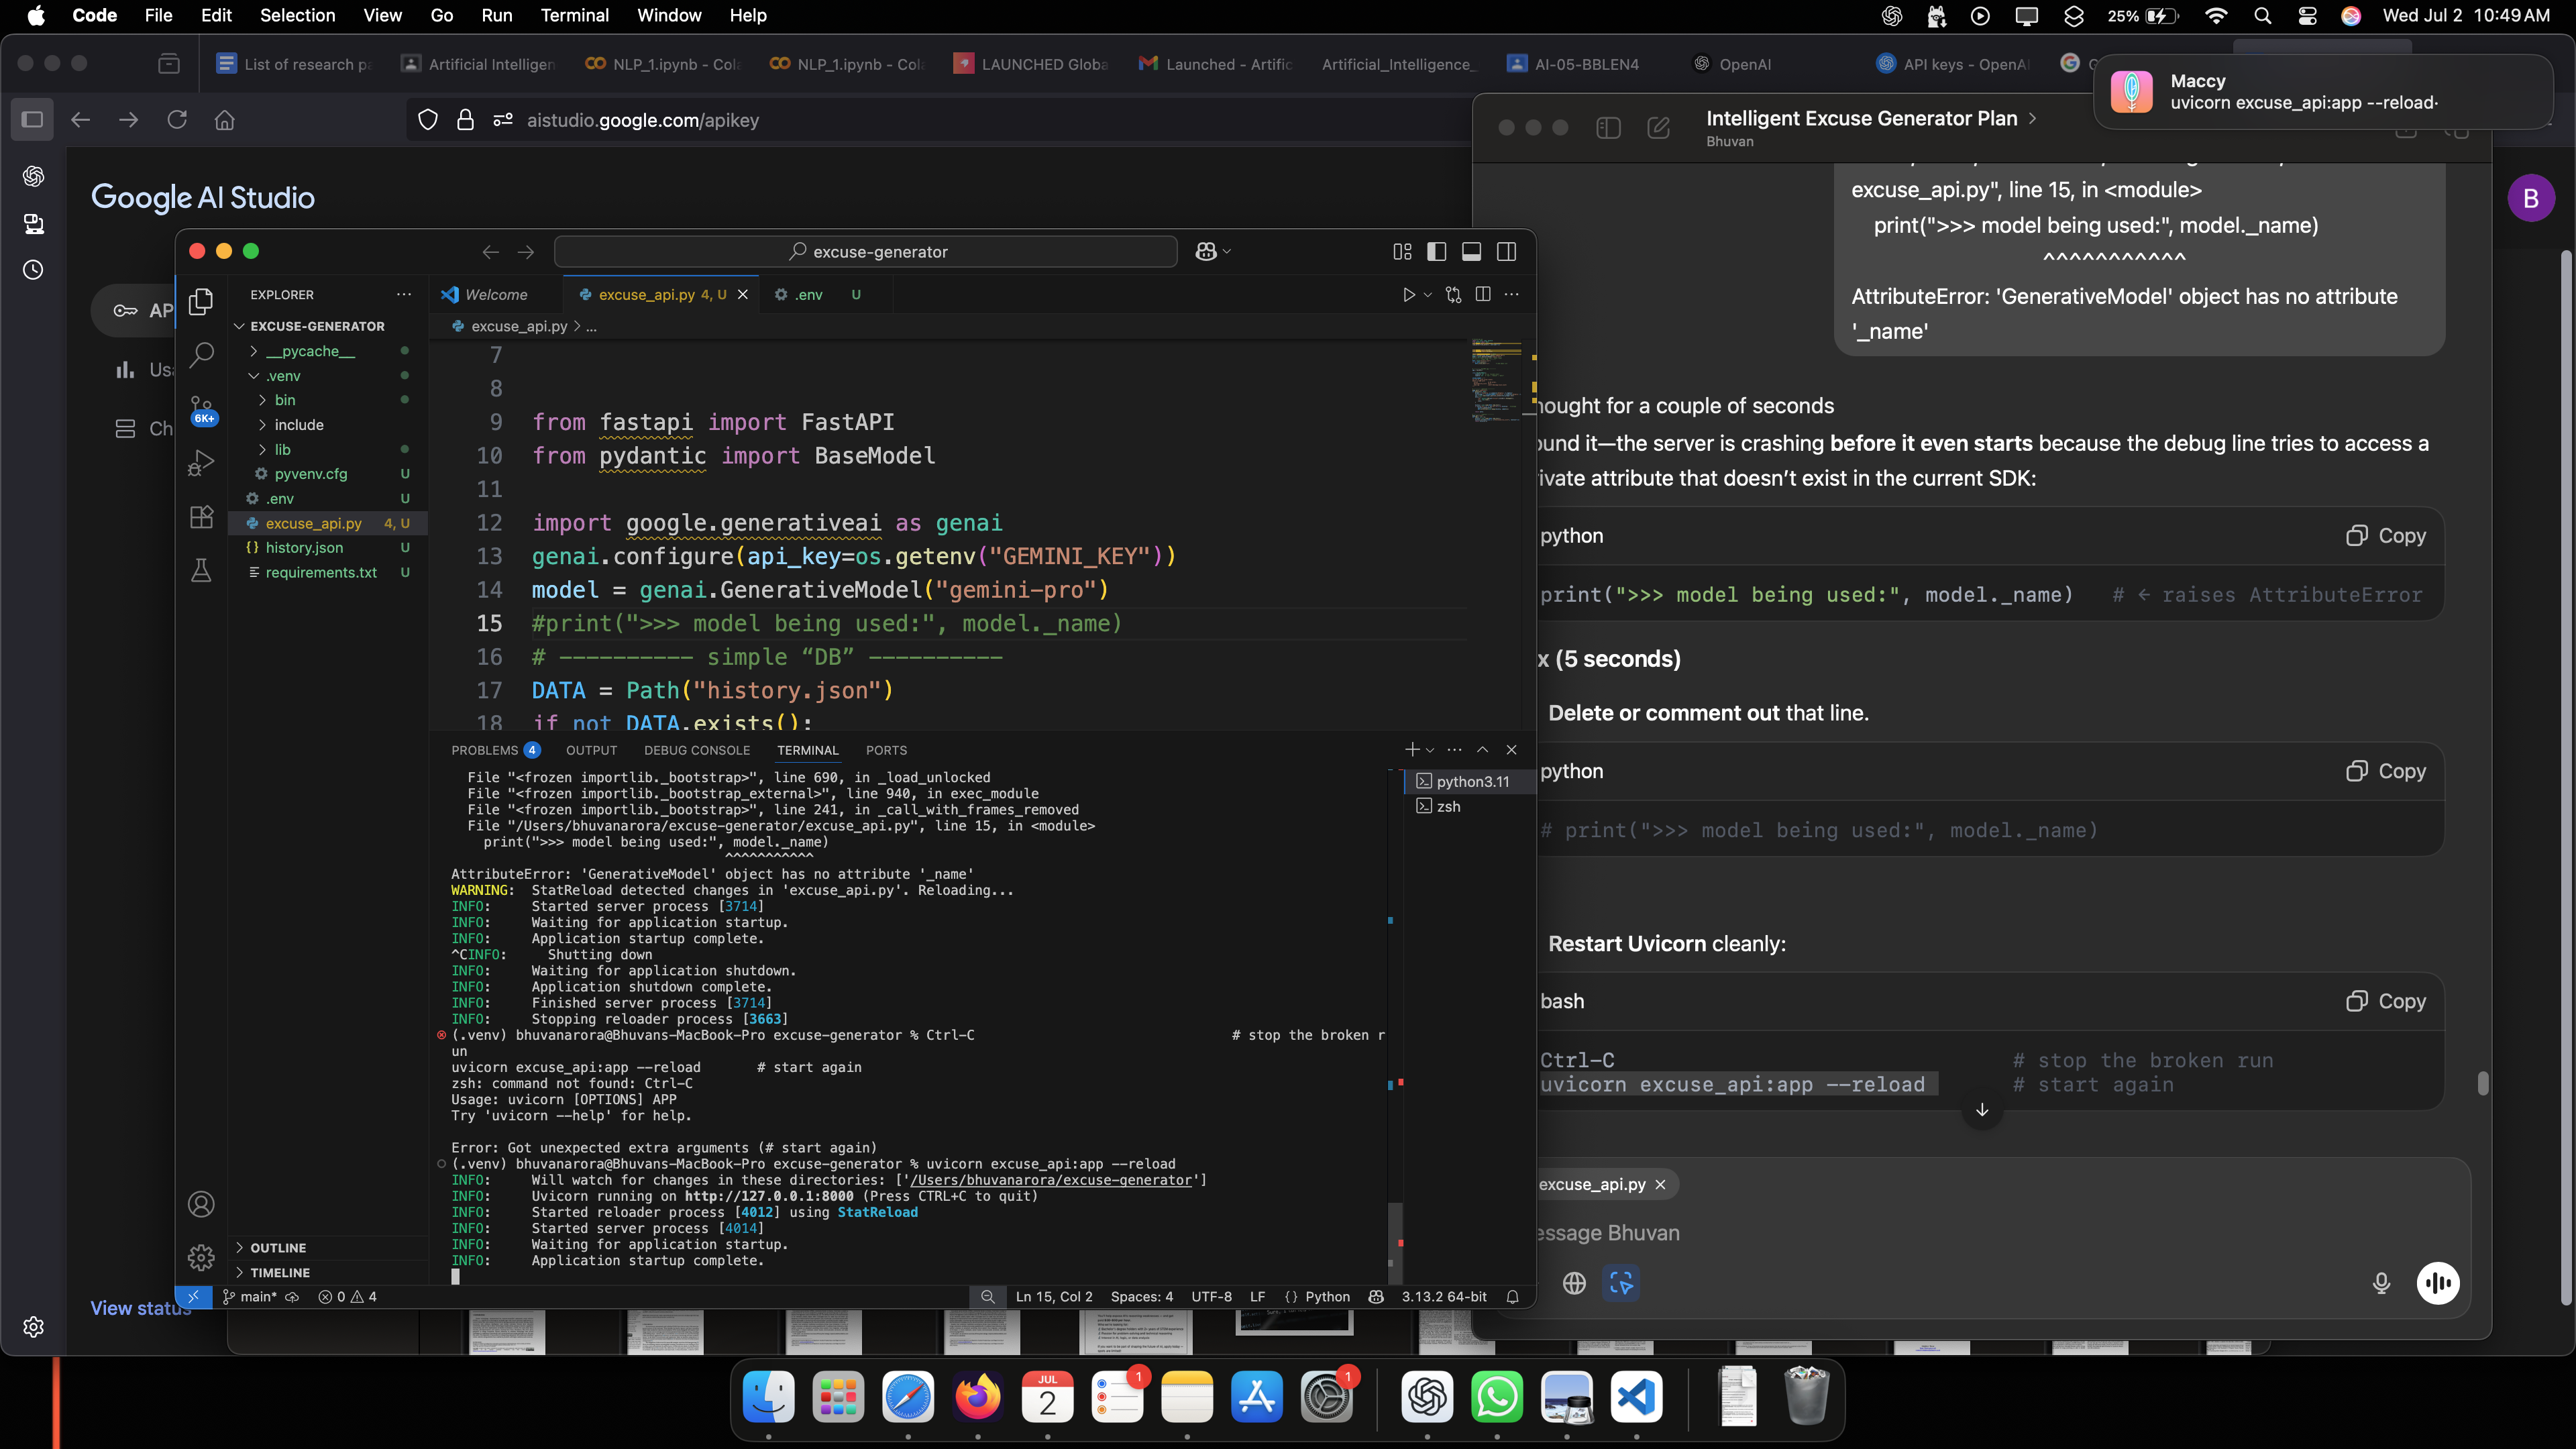 Code File Edit Selection View Go Run Terminal Window Help
25% Wed Jul 2 10:49 AM
List of research pa
Artificial Intelligen
NLP_1.ipynb - Cola
NLP_1.ipynb - Cola
LAUNCHED Globa
Launched - Artific
Artificial_Intelligence_
AI-05-BBLEN4
OpenAI
API keys - OpenAI
Maccy
uvicorn excuse_api:app --reload·
aistudio.google.com/apikey
Google AI Studio
B
AP
Usa
Ch
View status
Intelligent Excuse Generator Plan >
Bhuvan
excuse_api.py", line 15, in <module>
print(">>> model being used:", model._name)
^^^^^^^^^^^
AttributeError: 'GenerativeModel' object has no attribute
'_name'
ought for a couple of seconds
ound it—the server is crashing before it even starts because the debug line tries to access a
ivate attribute that doesn't exist in the current SDK:
python Copy
print(">>> model being used:", model._name) # ← raises AttributeError
x (5 seconds)
Delete or comment out that line.
python Copy
# print(">>> model being used:", model._name)
Restart Uvicorn cleanly:
bash Copy
Ctrl-C # stop the broken run
uvicorn excuse_api:app --reload # start again
excuse_api.py ×
essage Bhuvan
excuse-generator
EXPLORER
EXCUSE-GENERATOR
__pycache__
.venv
bin
include
lib
pyvenv.cfg U
.env U
excuse_api.py 4, U
history.json U
requirements.txt U
6K+
OUTLINE
TIMELINE
Welcome
excuse_api.py 4, U ×
.env U
excuse_api.py > ...
7
8
9 from fastapi import FastAPI
10 from pydantic import BaseModel
11
12 import google.generativeai as genai
13 genai.configure(api_key=os.getenv("GEMINI_KEY"))
14 model = genai.GenerativeModel("gemini-pro")
15 #print(">>> model being used:", model._name)
16 # ---------- simple “DB” ----------
17 DATA = Path("history.json")
18 if not DATA.exists():
PROBLEMS 4 OUTPUT DEBUG CONSOLE TERMINAL PORTS
python3.11
zsh
File "<frozen importlib._bootstrap>", line 690, in _load_unlocked
File "<frozen importlib._bootstrap_external>", line 940, in exec_module
File "<frozen importlib._bootstrap>", line 241, in _call_with_frames_removed
File "/Users/bhuvanarora/excuse-generator/excuse_api.py", line 15, in <module>
print(">>> model being used:", model._name)
^^^^^^^^^^^
AttributeError: 'GenerativeModel' object has no attribute '_name'
WARNING: StatReload detected changes in 'excuse_api.py'. Reloading...
INFO: Started server process [3714]
INFO: Waiting for application startup.
INFO: Application startup complete.
^CINFO: Shutting down
INFO: Waiting for application shutdown.
INFO: Application shutdown complete.
INFO: Finished server process [3714]
INFO: Stopping reloader process [3663]
(.venv) bhuvanarora@Bhuvans-MacBook-Pro excuse-generator % Ctrl-C # stop the broken r
un
uvicorn excuse_api:app --reload # start again
zsh: command not found: Ctrl-C
Usage: uvicorn [OPTIONS] APP
Try 'uvicorn --help' for help.
Error: Got unexpected extra arguments (# start again)
(.venv) bhuvanarora@Bhuvans-MacBook-Pro excuse-generator % uvicorn excuse_api:app --reload
INFO: Will watch for changes in these directories: ['/Users/bhuvanarora/excuse-generator']
INFO: Uvicorn running on http://127.0.0.1:8000 (Press CTRL+C to quit)
INFO: Started reloader process [4012] using StatReload
INFO: Started server process [4014]
INFO: Waiting for application startup.
INFO: Application startup complete.
main* 0 4 Ln 15, Col 2 Spaces: 4 UTF-8 LF {} Python 3.13.2 64-bit
JUL
2
1
1